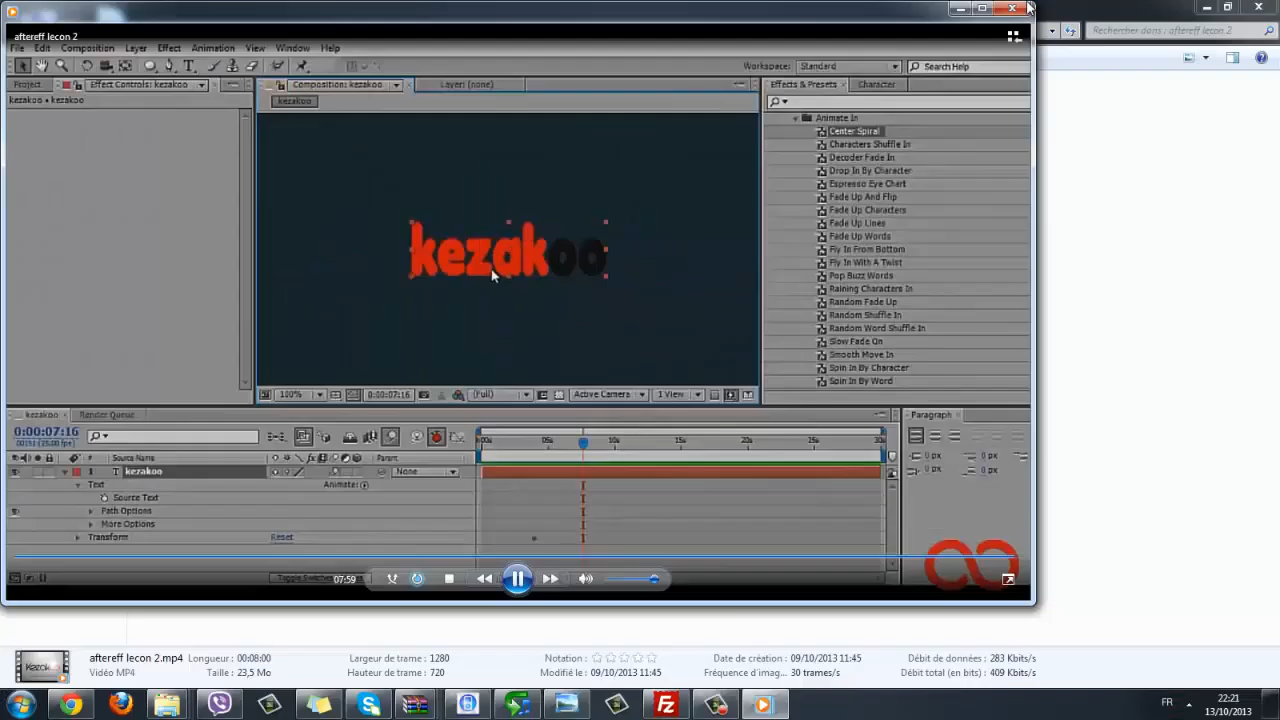 aftereff lecon 2
Rechercher dans : aftereff lecon 2
File Edit Composition Layer Effect Animation View Window Help
Workspace: Standard Search Help
Project Effect Controls: kezakoo Composition: kezakoo Layer: (none) Effects & Presets Character
kezakoo • kezakoo
kezakoo
Animate In
Center Spiral
Characters Shuffle In
Decoder Fade In
Drop In By Character
Espresso Eye Chart
Fade Up And Flip
Fade Up Characters
Fade Up Lines
Fade Up Words
Fly In From Bottom
Fly In With A Twist
Pop Buzz Words
Raining Characters In
Random Fade Up
Random Shuffle In
Random Word Shuffle In
Slow Fade On
Smooth Move In
Spin In By Character
Spin In By Word
kezakoo
100% 0:00:07:16 (Full) Active Camera 1 View
kezakoo Render Queue Paragraph
0:00:07:16
:00s 05s 10s 15s 20s 25s 30s
# Source Name Parent
1 T kezakoo None
Text Animate:
Source Text
Path Options
More Options
Transform Reset
0 px 0 px
0 px 0 px
07:59
aftereff lecon 2.mp4 Longueur : 00:08:00 Largeur de trame : 1280 Notation : Date de création : 09/10/2013 11:45 Débit de données : 283 Kbits/s
Vidéo MP4 Taille : 23,5 Mo Hauteur de trame : 720 Modifié le : 09/10/2013 11:45 Fréquence d'imag... 30 trames/s Débit total (en bits) : 409 Kbits/s
FR 22:21
13/10/2013